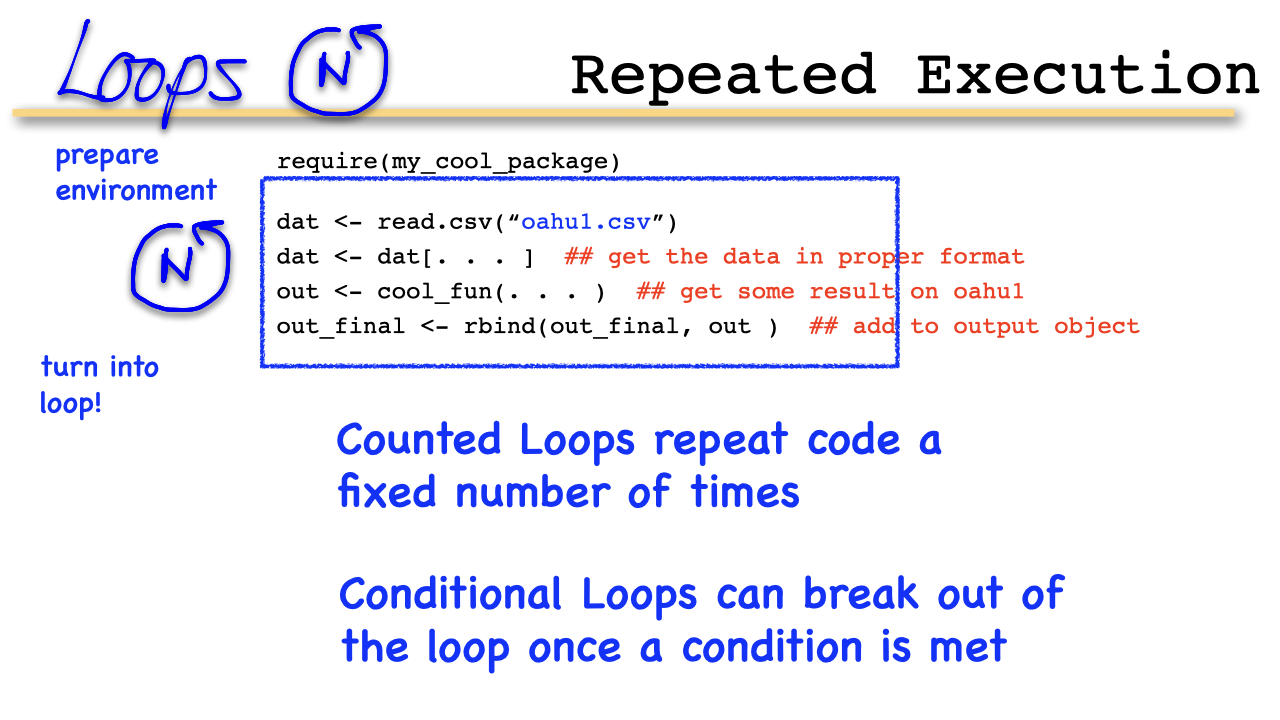 Loops N
Repeated Execution
prepare
environment
require(my_cool_package)
dat <- read.csv(“oahu1.csv”)
dat <- dat[. . . ]  ## get the data in proper format
N
out <- cool_fun(. . . )  ## get some result on oahu1
out_final <- rbind(out_final, out )  ## add to output object
turn into
loop!
Counted Loops repeat code a
fixed number of times
Conditional Loops can break out of
the loop once a condition is met